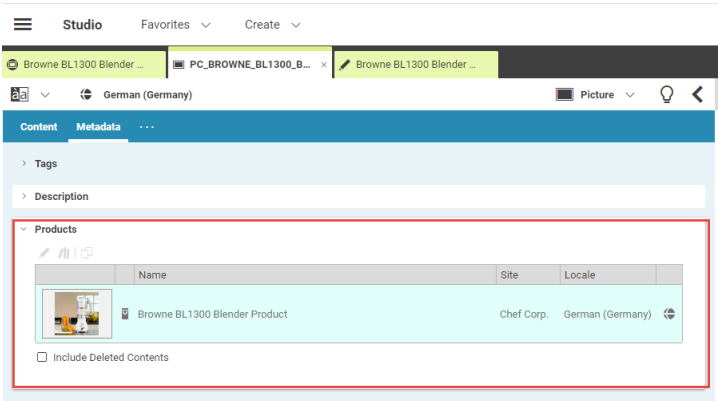 Studio Favorites Create
Browne BL1300 Blender ... PC_BROWNE_BL1300_B... × Browne BL1300 Blender ...
German (Germany) Picture
Content Metadata ...
Tags
Description
Products
Name Site Locale
Browne BL1300 Blender Product Chef Corp. German (Germany)
Include Deleted Contents